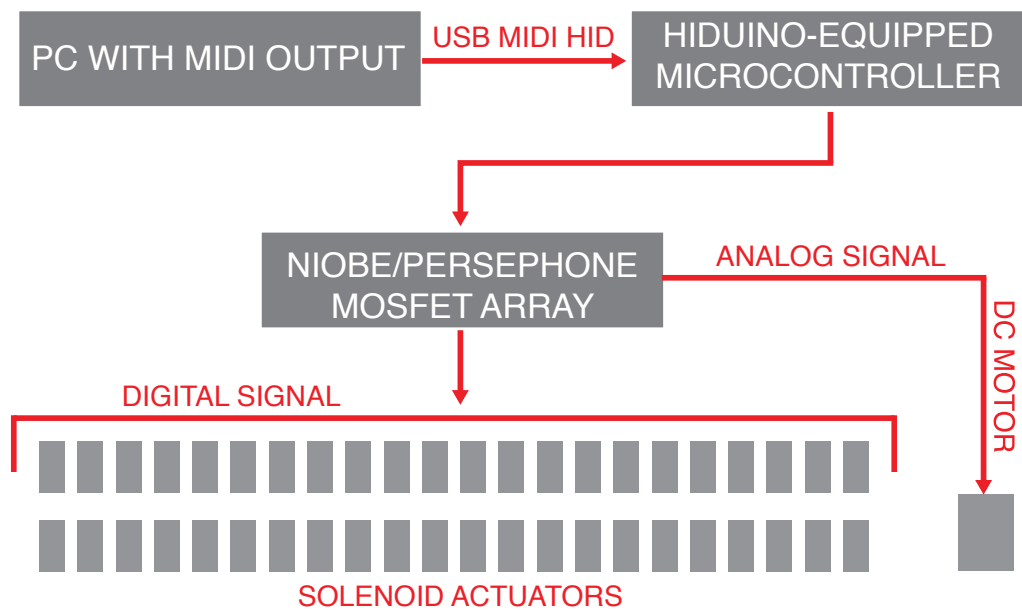 PC WITH MIDI OUTPUT
USB MIDI HID
HIDUINO-EQUIPPED
MICROCONTROLLER
NIOBE/PERSEPHONE
MOSFET ARRAY
ANALOG SIGNAL
DC MOTOR
DIGITAL SIGNAL
SOLENOID ACTUATORS